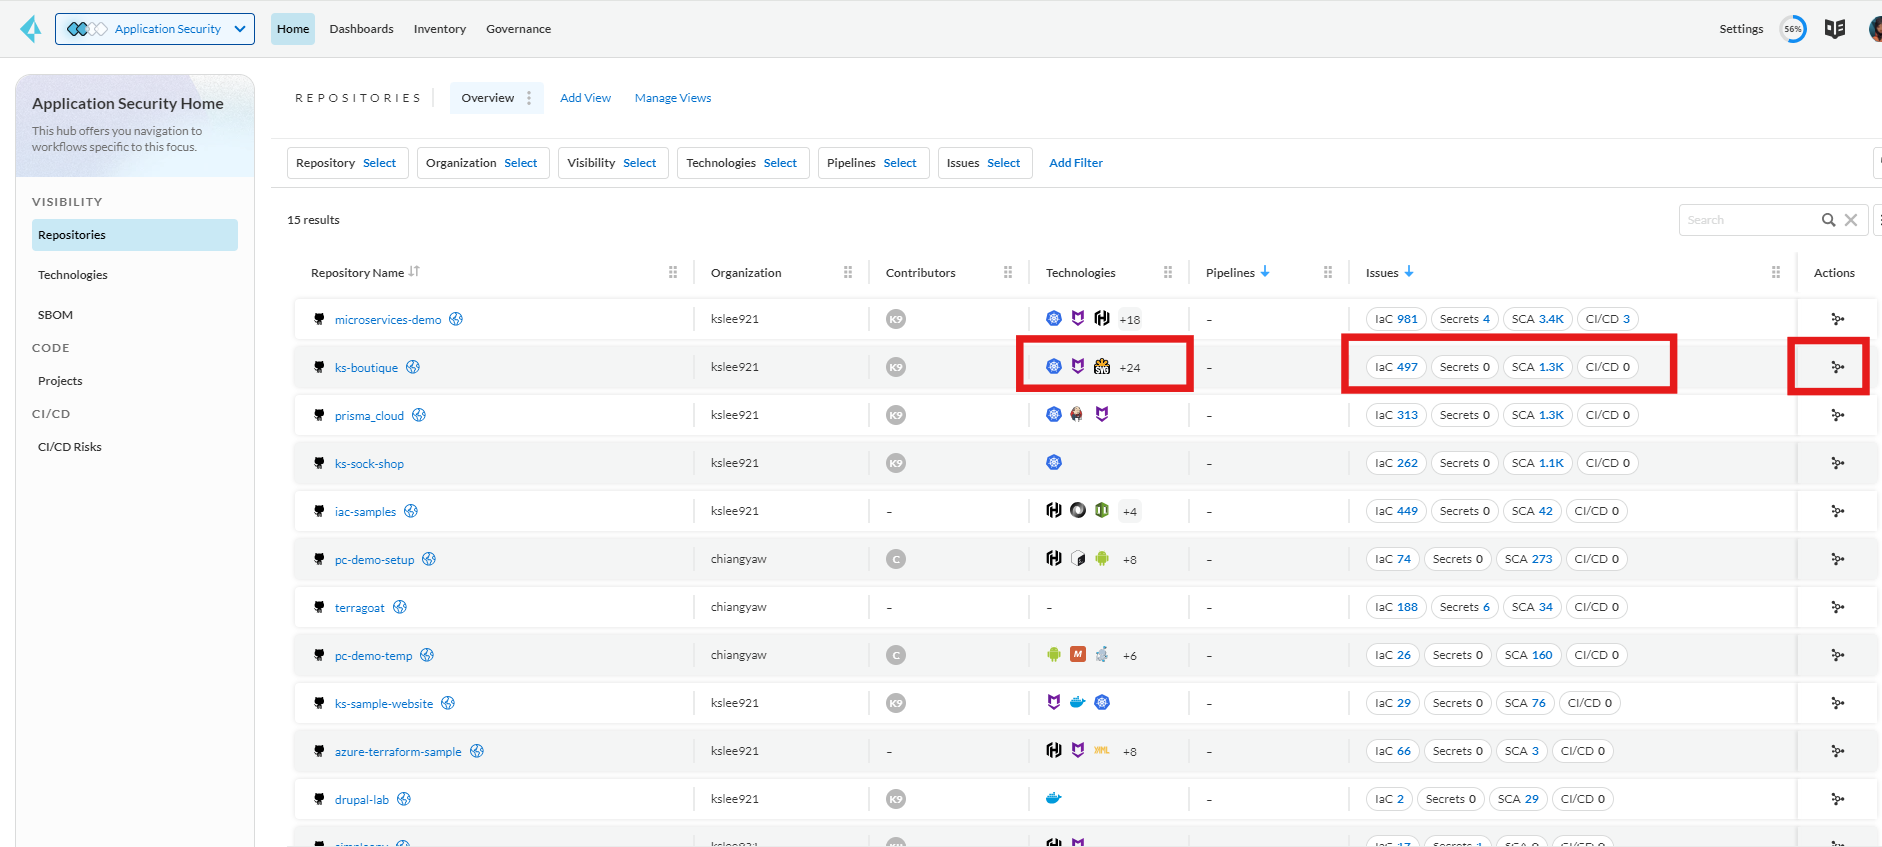 Application Security Home Dashboards Inventory Governance Settings 56%
Application Security Home
This hub offers you navigation to
workflows specific to this focus.
VISIBILITY
Repositories
Technologies
SBOM
CODE
Projects
CI/CD
CI/CD Risks
REPOSITORIES Overview Add View Manage Views
Repository Select Organization Select Visibility Select Technologies Select Pipelines Select Issues Select Add Filter
15 results Search
Repository Name Organization Contributors Technologies Pipelines Issues Actions
microservices-demo kslee921 K9 +18 – IaC 981 Secrets 4 SCA 3.4K CI/CD 3
ks-boutique kslee921 K9 SVG +24 – IaC 497 Secrets 0 SCA 1.3K CI/CD 0
prisma_cloud kslee921 K9 – IaC 313 Secrets 0 SCA 1.3K CI/CD 0
ks-sock-shop kslee921 K9 – IaC 262 Secrets 0 SCA 1.1K CI/CD 0
iac-samples kslee921 – +4 – IaC 449 Secrets 0 SCA 42 CI/CD 0
pc-demo-setup chiangyaw C +8 – IaC 74 Secrets 0 SCA 273 CI/CD 0
terragoat chiangyaw – – – IaC 188 Secrets 6 SCA 34 CI/CD 0
pc-demo-temp chiangyaw C M +6 – IaC 26 Secrets 0 SCA 160 CI/CD 0
ks-sample-website kslee921 K9 – IaC 29 Secrets 0 SCA 76 CI/CD 0
azure-terraform-sample kslee921 – XML +8 – IaC 66 Secrets 0 SCA 3 CI/CD 0
drupal-lab kslee921 K9 – IaC 2 Secrets 0 SCA 29 CI/CD 0